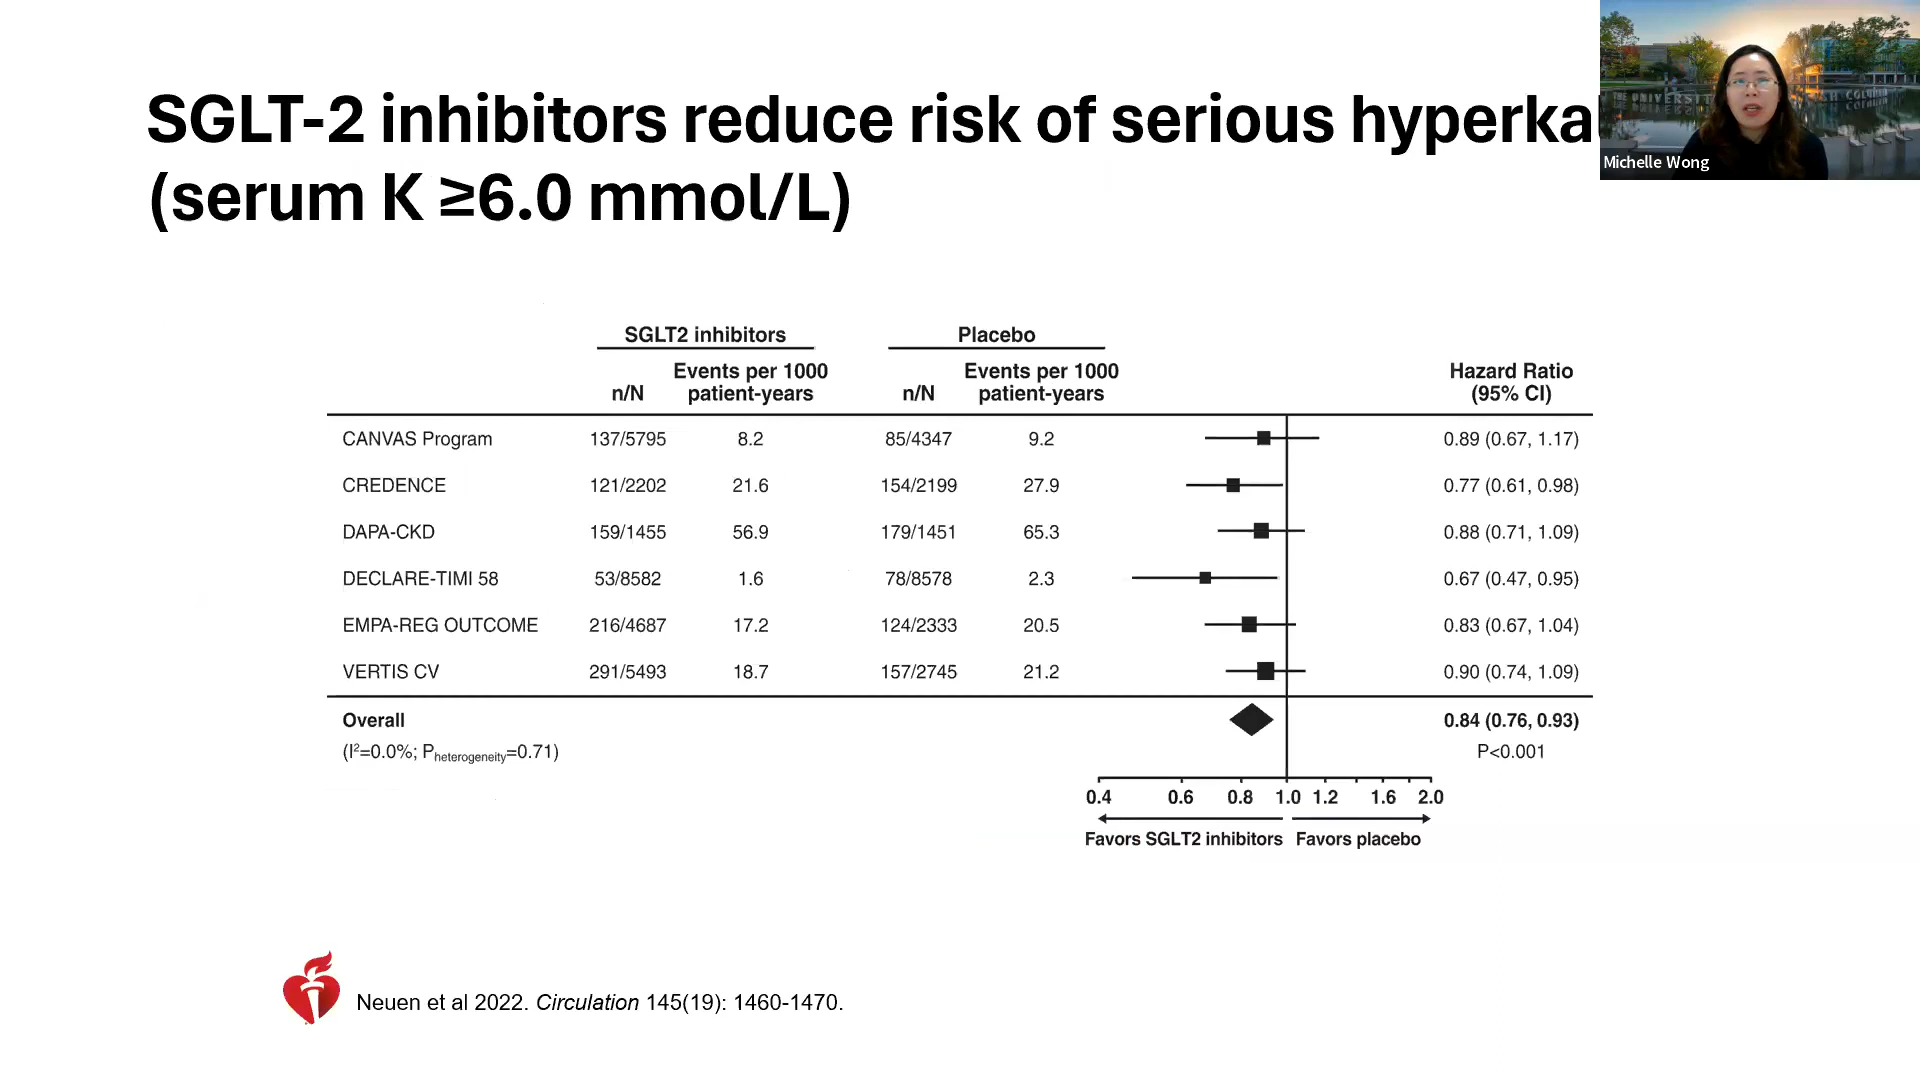 SGLT-2 inhibitors reduce risk of serious
(serum K ≥6.0 mmol/L)
Michelle Wong
SGLT2 inhibitors Placebo
Events per 1000 Events per 1000 Hazard Ratio
n/N patient-years n/N patient-years (95% CI)
CANVAS Program 137/5795 8.2 85/4347 9.2 0.89 (0.67, 1.17)
CREDENCE 121/2202 21.6 154/2199 27.9 0.77 (0.61, 0.98)
DAPA-CKD 159/1455 56.9 179/1451 65.3 0.88 (0.71, 1.09)
DECLARE-TIMI 58 53/8582 1.6 78/8578 2.3 0.67 (0.47, 0.95)
EMPA-REG OUTCOME 216/4687 17.2 124/2333 20.5 0.83 (0.67, 1.04)
VERTIS CV 291/5493 18.7 157/2745 21.2 0.90 (0.74, 1.09)
Overall 0.84 (0.76, 0.93)
(I²=0.0%; Pheterogeneity=0.71) P<0.001
0.4 0.6 0.8 1.0 1.2 1.6 2.0
Favors SGLT2 inhibitors Favors placebo
Neuen et al 2022. Circulation 145(19): 1460-1470.